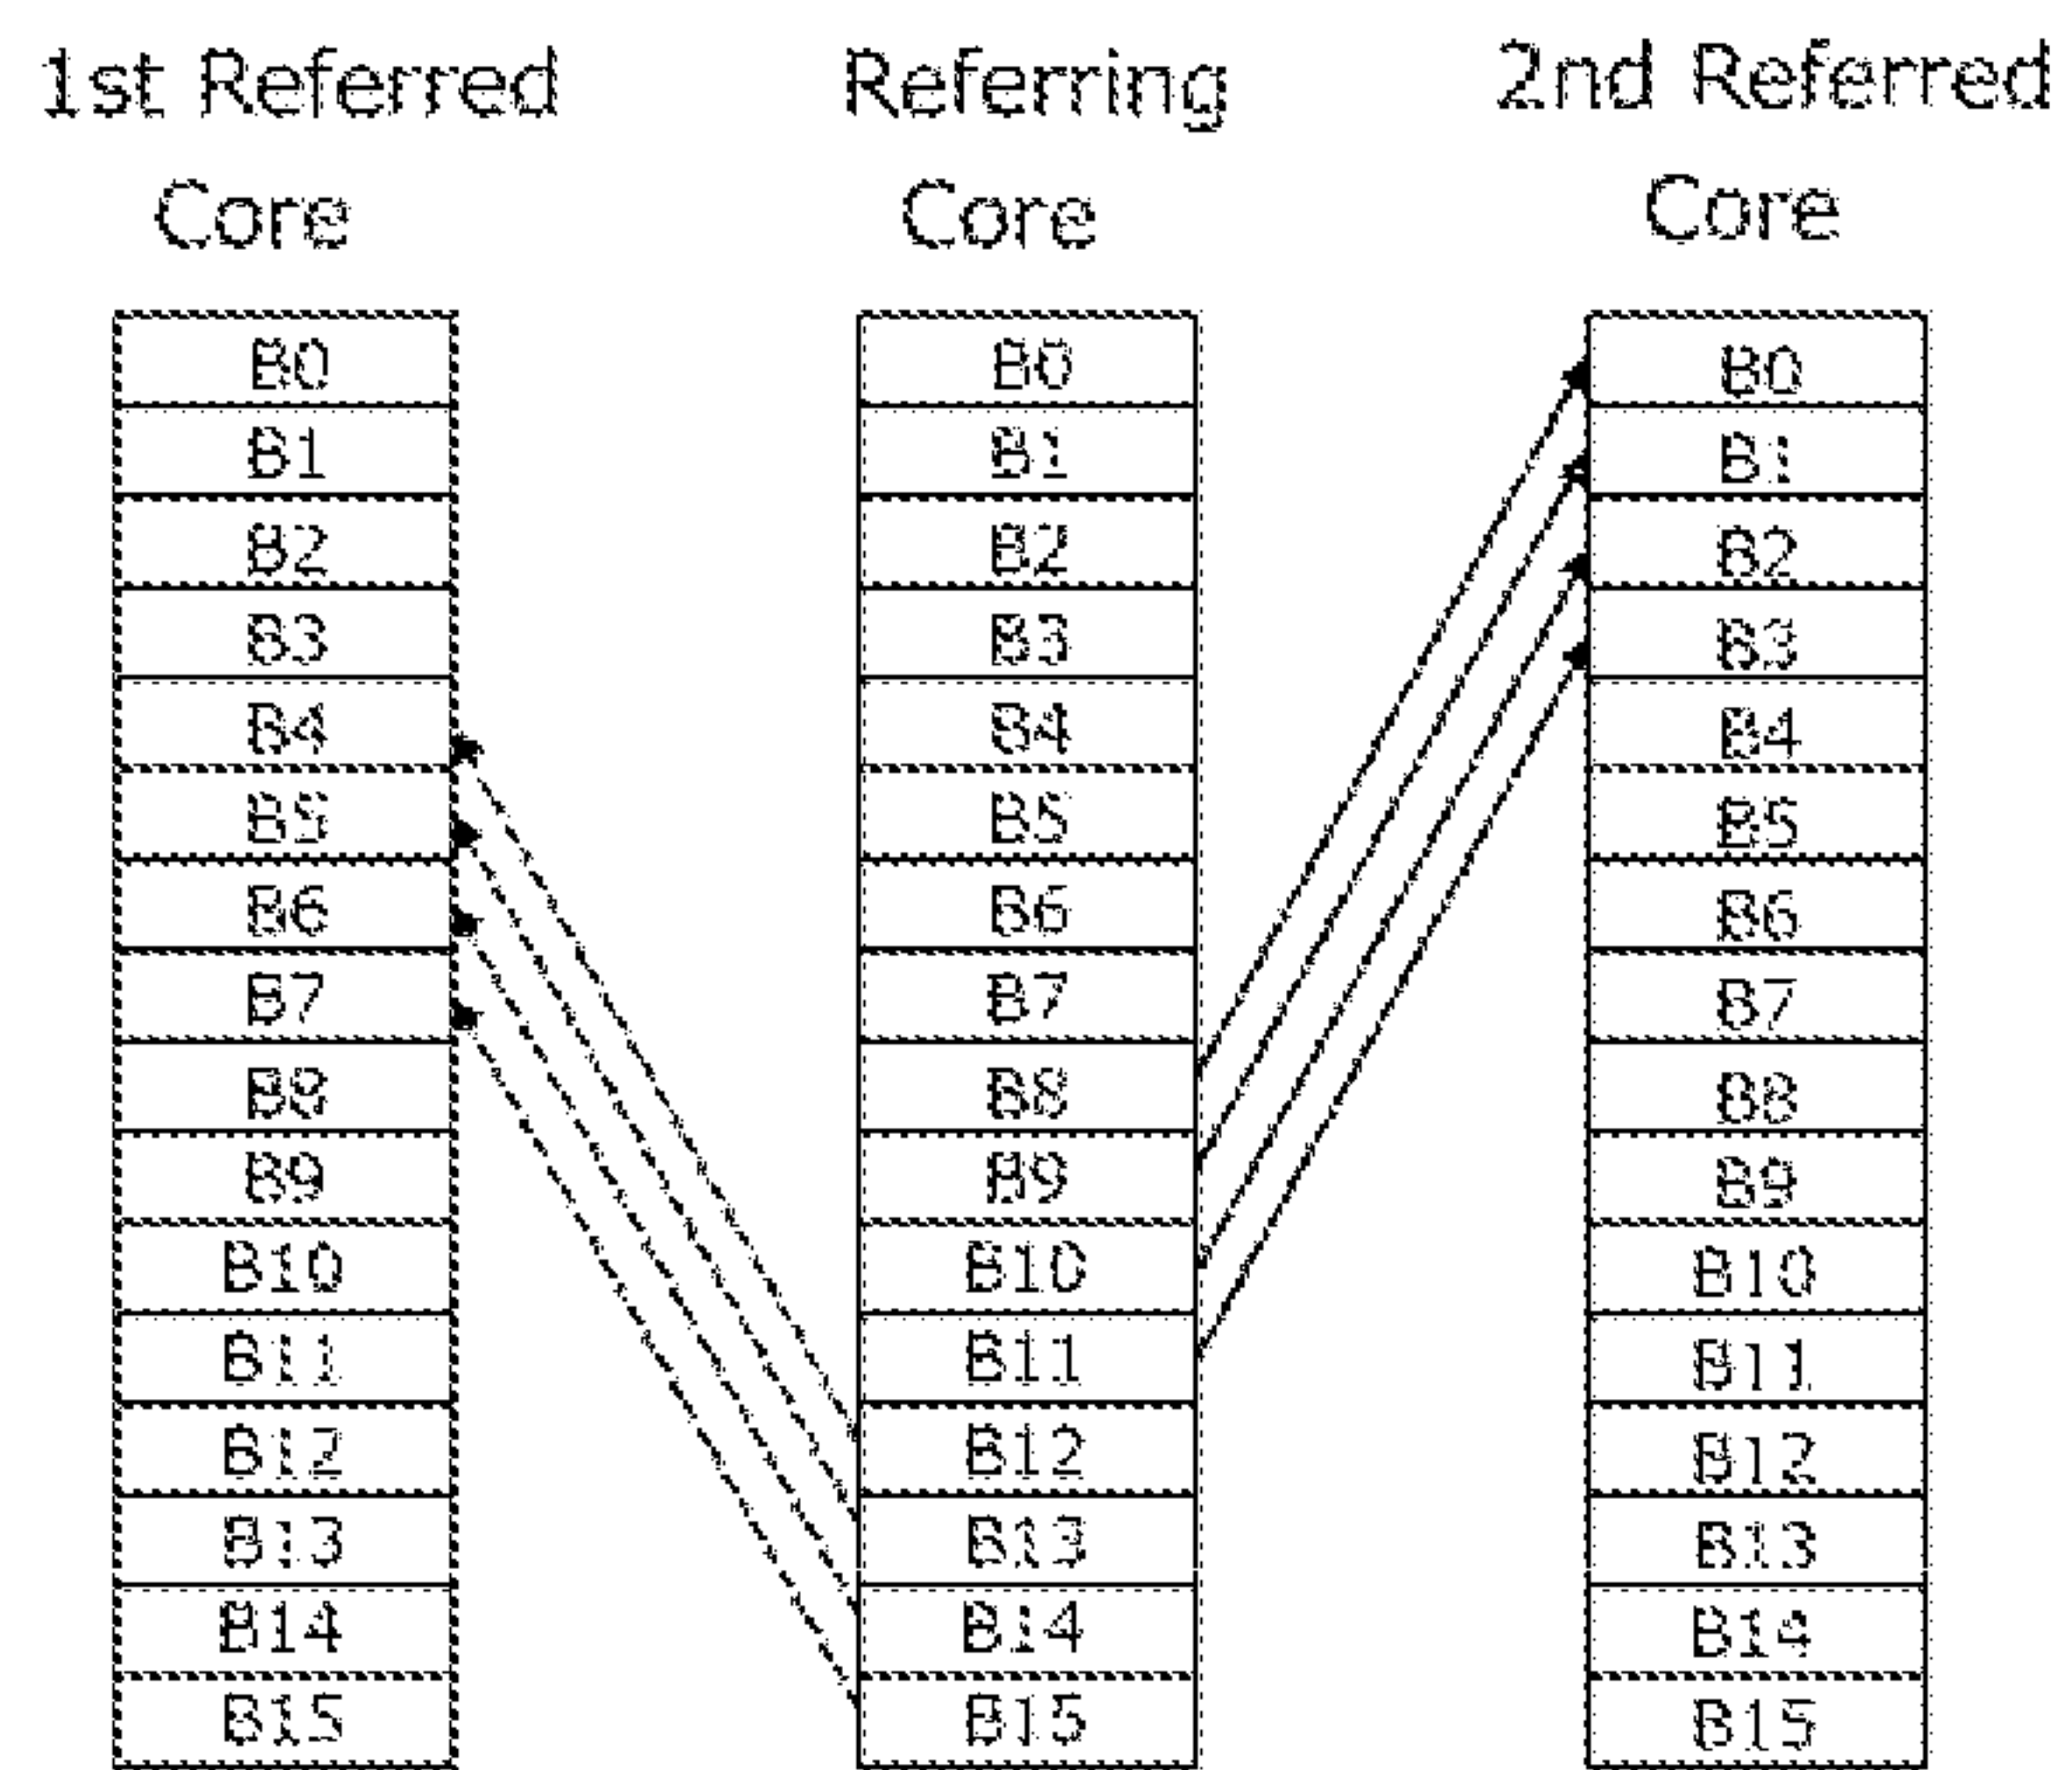 1st Referred Core
Referring Core
2nd Referred Core
B0 B0 B0
B1 B1 B1
B2 B2 B2
B3 B3 B3
B4 B4 B4
B5 B5 B5
B6 B6 B6
B7 B7 B7
B8 B8 B8
B9 B9 B9
B10 B10 B10
B11 B11 B11
B12 B12 B12
B13 B13 B13
B14 B14 B14
B15 B15 B15